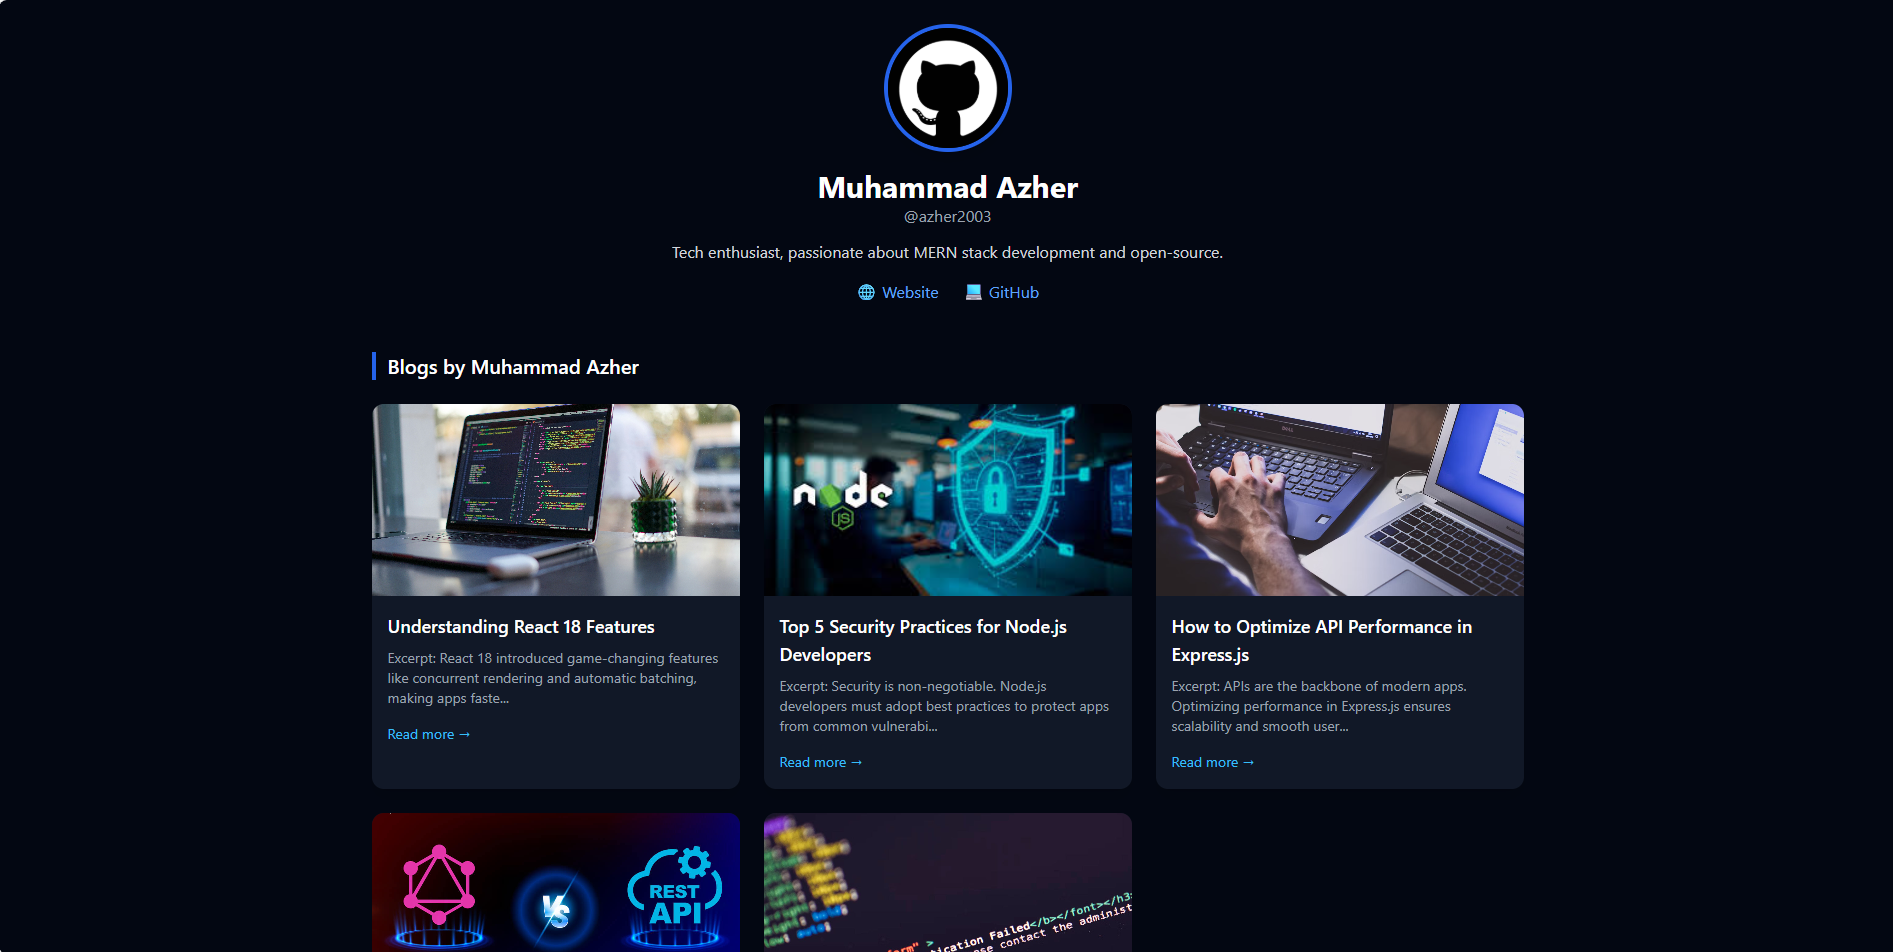 Muhammad Azher
@azher2003
Tech enthusiast, passionate about MERN stack development and open-source.
Website
GitHub
Blogs by Muhammad Azher
node
JS
Understanding React 18 Features
Excerpt: React 18 introduced game-changing features
like concurrent rendering and automatic batching,
making apps faste...
Read more →
Top 5 Security Practices for Node.js
Developers
Excerpt: Security is non-negotiable. Node.js
developers must adopt best practices to protect apps
from common vulnerabi...
Read more →
How to Optimize API Performance in
Express.js
Excerpt: APIs are the backbone of modern apps.
Optimizing performance in Express.js ensures
scalability and smooth user...
Read more →
VS
REST
API
ication Failed</b></font></h3>
contact the administ